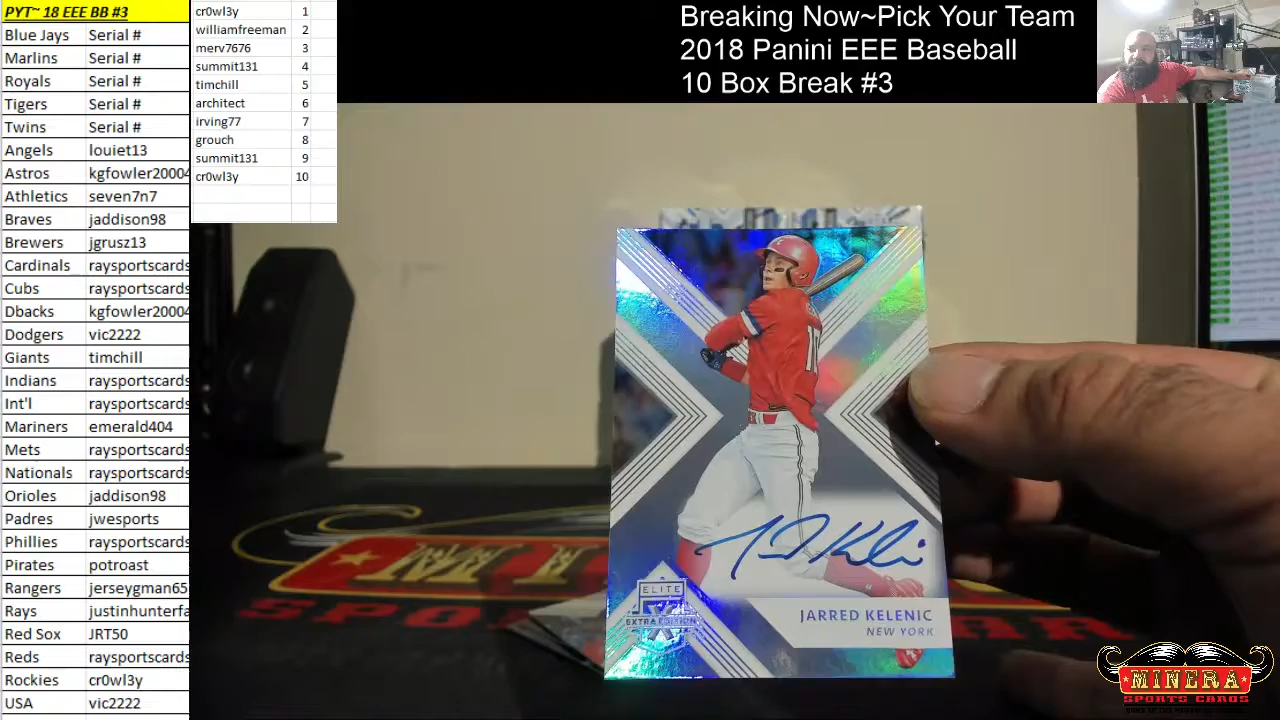 PYT~ 18 EEE BB #3
Blue Jays Serial #
Marlins Serial #
Royals Serial #
Tigers Serial #
Twins Serial #
Angels louiet13
Astros kgfowler20004
Athletics seven7n7
Braves jaddison98
Brewers jgrusz13
Cardinals raysportscards
Cubs raysportscards
Dbacks kgfowler20004
Dodgers vic2222
Giants timchill
Indians raysportscards
Int'l raysportscards
Mariners emerald404
Mets raysportscards
Nationals raysportscards
Orioles jaddison98
Padres jwesports
Phillies raysportscards
Pirates potroast
Rangers jerseygman65
Rays justinhunterfa
Red Sox JRT50
Reds raysportscards
Rockies cr0wl3y
USA vic2222
cr0wl3y 1
williamfreeman 2
merv7676 3
summit131 4
timchill 5
architect 6
irving77 7
grouch 8
summit131 9
cr0wl3y 10
Breaking Now~Pick Your Team
2018 Panini EEE Baseball
10 Box Break #3
ELITE
EXTRA EDITION
JARRED KELENIC
NEW YORK
MINERA
SPORTS CARDS